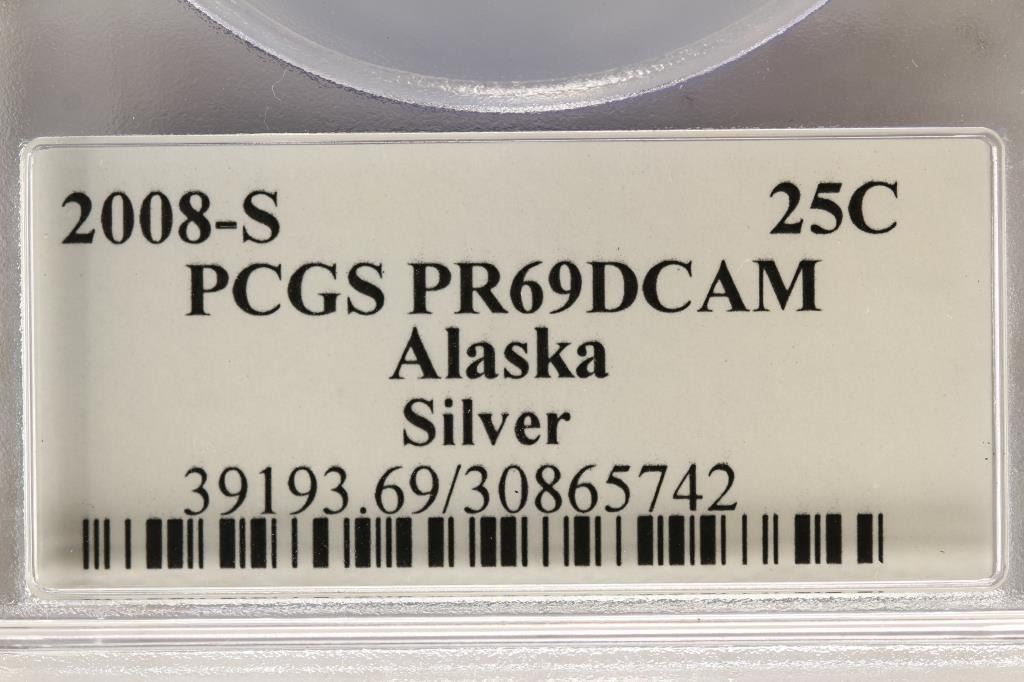 2008-S 25C
PCGS PR69DCAM
Alaska
Silver
39193.69/30865742